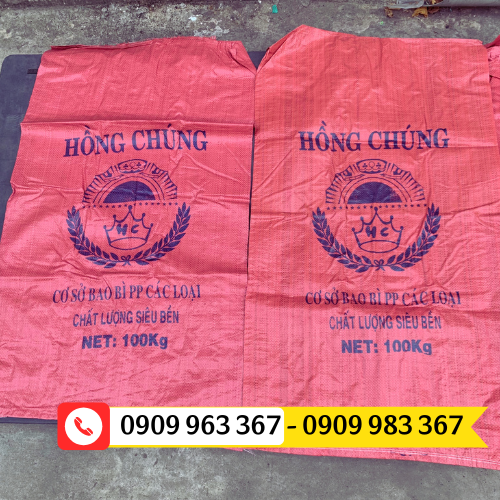 HỒNG CHÚNG
HC
CƠ SỞ BAO BÌ PP CÁC LOẠI
CHẤT LƯỢNG SIÊU BỀN
NET: 100Kg
HỒNG CHÚNG
HC
CƠ SỞ BAO BÌ PP CÁC LOẠI
CHẤT LƯỢNG SIÊU BỀN
NET: 100Kg
0909 963 367 - 0909 983 367